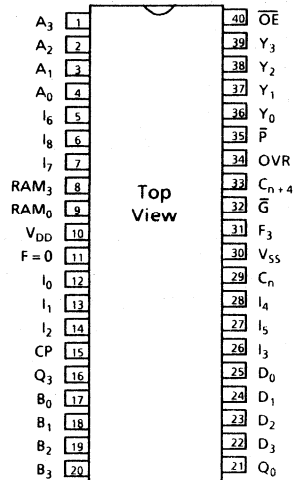 A3 1 40 OE
A2 2 39 Y3
A1 3 38 Y2
A0 4 37 Y1
I6 5 36 Y0
I8 6 35 P
I7 7 34 OVR
RAM3 8 33 Cn+4
RAM0 9 32 G
VDD 10 31 F3
F = 0 11 30 VSS
I0 12 29 Cn
I1 13 28 I4
I2 14 27 I5
CP 15 26 I3
Q3 16 25 D0
B0 17 24 D1
B1 18 23 D2
B2 19 22 D3
B3 20 21 Q0
Top
View